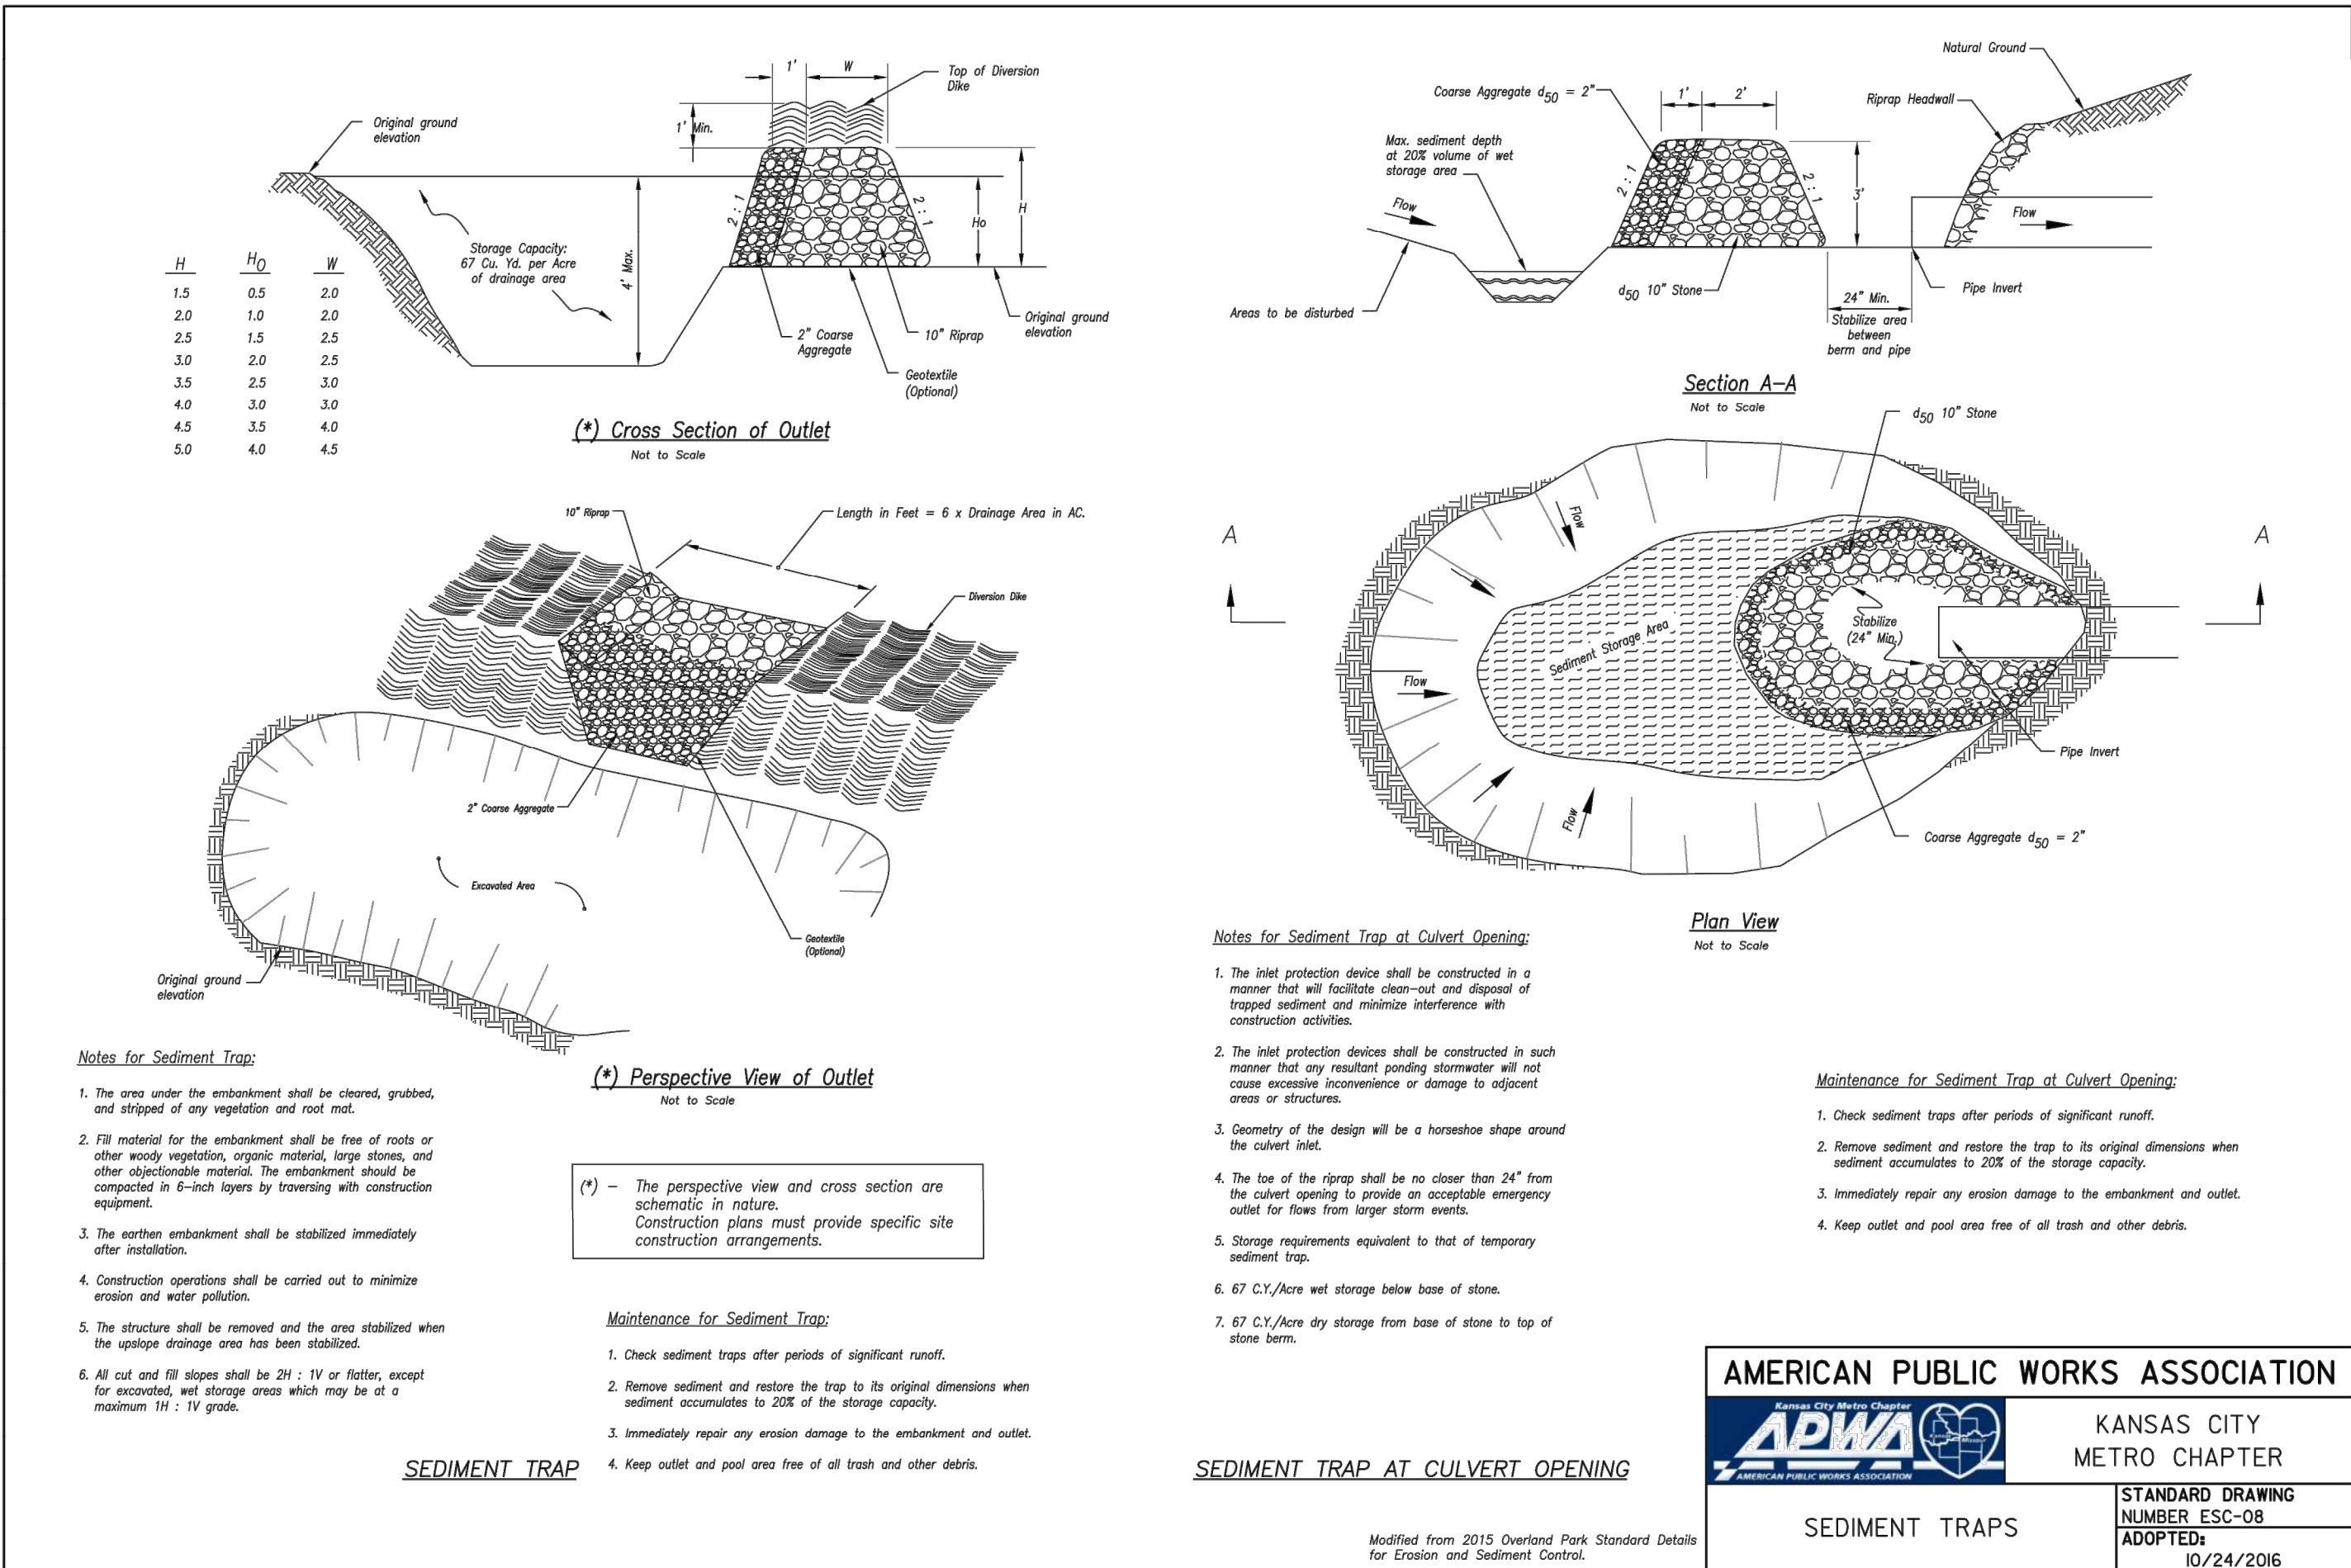 1'
W
Top of Diversion
Dike
1' Min.
Original ground
elevation
2 : 1
2 : 1
Ho
H
4' Max.
Storage Capacity:
67 Cu. Yd. per Acre
of drainage area
2" Coarse
Aggregate
10" Riprap
Geotextile
(Optional)
Original ground
elevation
H HO W
1.5 0.5 2.0
2.0 1.0 2.0
2.5 1.5 2.5
3.0 2.0 2.5
3.5 2.5 3.0
4.0 3.0 3.0
4.5 3.5 4.0
5.0 4.0 4.5
(*) Cross Section of Outlet
Not to Scale
10" Riprap
Length in Feet = 6 x Drainage Area in AC.
Diversion Dike
2" Coarse Aggregate
Excavated Area
Geotextile
(Optional)
Original ground
elevation
(*) Perspective View of Outlet
Not to Scale
Notes for Sediment Trap:
1. The area under the embankment shall be cleared, grubbed,
and stripped of any vegetation and root mat.
2. Fill material for the embankment shall be free of roots or
other woody vegetation, organic material, large stones, and
other objectionable material. The embankment should be
compacted in 6-inch layers by traversing with construction
equipment.
3. The earthen embankment shall be stabilized immediately
after installation.
4. Construction operations shall be carried out to minimize
erosion and water pollution.
5. The structure shall be removed and the area stabilized when
the upslope drainage area has been stabilized.
6. All cut and fill slopes shall be 2H : 1V or flatter, except
for excavated, wet storage areas which may be at a
maximum 1H : 1V grade.
(*) - The perspective view and cross section are
schematic in nature.
Construction plans must provide specific site
construction arrangements.
Maintenance for Sediment Trap:
1. Check sediment traps after periods of significant runoff.
2. Remove sediment and restore the trap to its original dimensions when
sediment accumulates to 20% of the storage capacity.
3. Immediately repair any erosion damage to the embankment and outlet.
4. Keep outlet and pool area free of all trash and other debris.
SEDIMENT TRAP
Natural Ground
Coarse Aggregate d50 = 2"
1'
2'
Riprap Headwall
Max. sediment depth
at 20% volume of wet
storage area
2 : 1
2 : 1
3'
Flow
Flow
Areas to be disturbed
d50 10" Stone
24" Min.
Stabilize area
between
berm and pipe
Pipe Invert
Section A-A
Not to Scale
d50 10" Stone
A
A
Flow
Flow
Flow
Sediment Storage Area
Stabilize
(24" Min.)
Pipe Invert
Coarse Aggregate d50 = 2"
Plan View
Not to Scale
Notes for Sediment Trap at Culvert Opening:
1. The inlet protection device shall be constructed in a
manner that will facilitate clean-out and disposal of
trapped sediment and minimize interference with
construction activities.
2. The inlet protection devices shall be constructed in such
manner that any resultant ponding stormwater will not
cause excessive inconvenience or damage to adjacent
areas or structures.
3. Geometry of the design will be a horseshoe shape around
the culvert inlet.
4. The toe of the riprap shall be no closer than 24" from
the culvert opening to provide an acceptable emergency
outlet for flows from larger storm events.
5. Storage requirements equivalent to that of temporary
sediment trap.
6. 67 C.Y./Acre wet storage below base of stone.
7. 67 C.Y./Acre dry storage from base of stone to top of
stone berm.
Maintenance for Sediment Trap at Culvert Opening:
1. Check sediment traps after periods of significant runoff.
2. Remove sediment and restore the trap to its original dimensions when
sediment accumulates to 20% of the storage capacity.
3. Immediately repair any erosion damage to the embankment and outlet.
4. Keep outlet and pool area free of all trash and other debris.
SEDIMENT TRAP AT CULVERT OPENING
Modified from 2015 Overland Park Standard Details
for Erosion and Sediment Control.
AMERICAN PUBLIC WORKS ASSOCIATION
Kansas City Metro Chapter
APWA
AMERICAN PUBLIC WORKS ASSOCIATION
KANSAS CITY
METRO CHAPTER
SEDIMENT TRAPS
STANDARD DRAWING
NUMBER ESC-08
ADOPTED:
10/24/2016